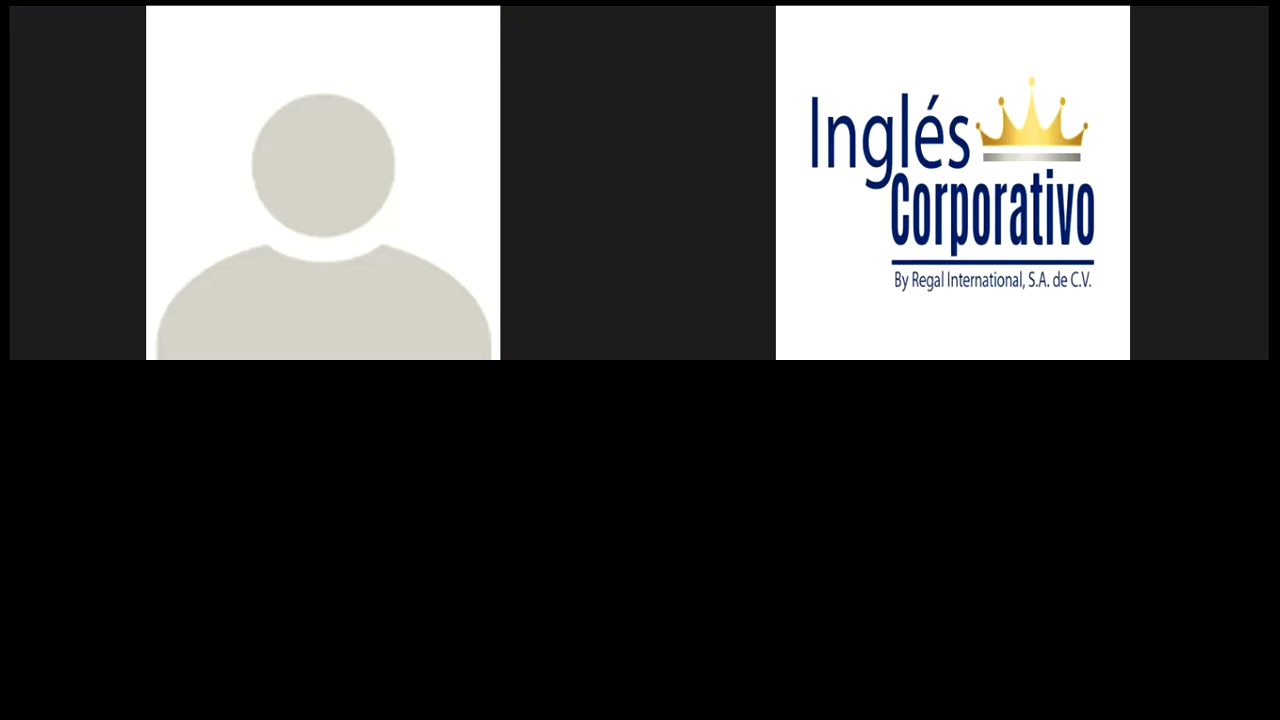 Inglés
Corporativo
By Regal International, S.A. de C.V.